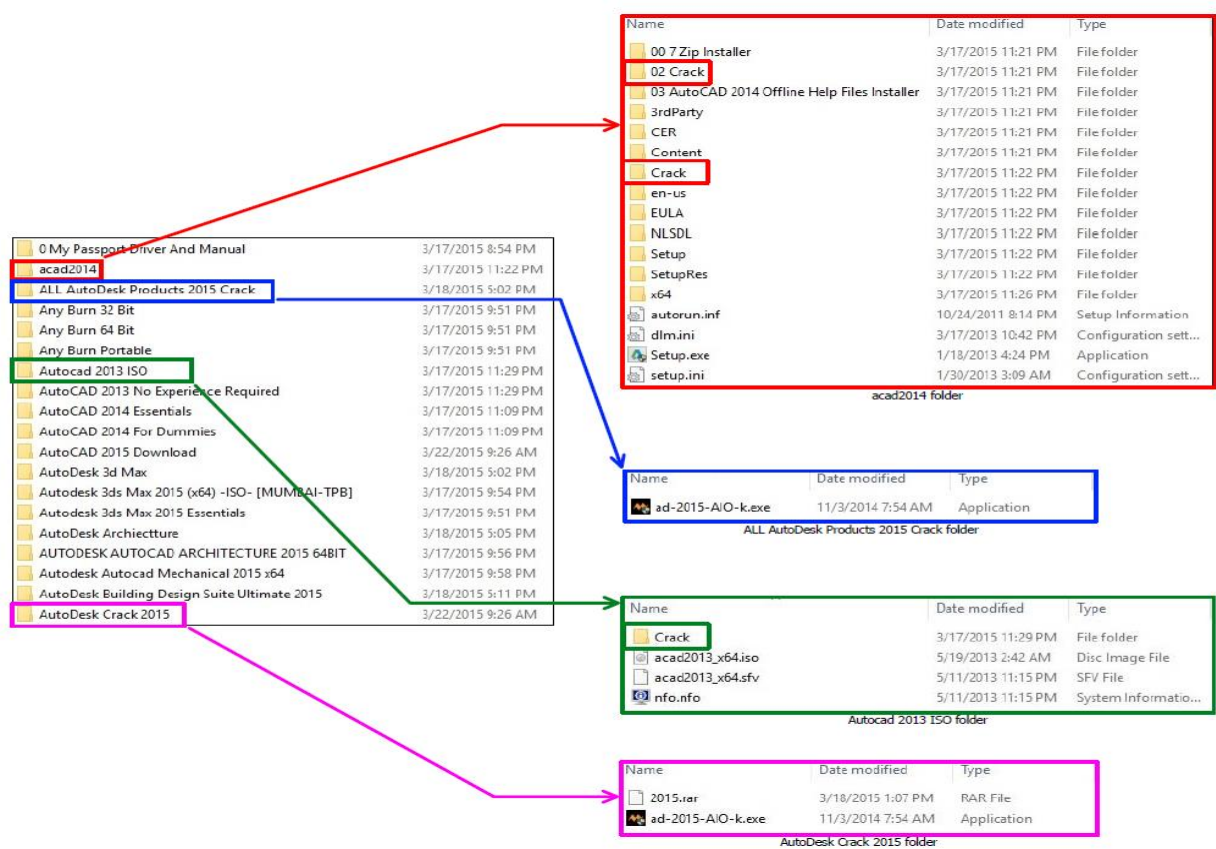 Name Date modified Type
00 7 Zip Installer 3/17/2015 11:21 PM File folder
02 Crack 3/17/2015 11:21 PM File folder
03 AutoCAD 2014 Offline Help Files Installer 3/17/2015 11:21 PM File folder
3rdParty 3/17/2015 11:21 PM File folder
CER 3/17/2015 11:21 PM File folder
Content 3/17/2015 11:21 PM File folder
Crack 3/17/2015 11:22 PM File folder
en-us 3/17/2015 11:22 PM File folder
EULA 3/17/2015 11:22 PM File folder
NLSDL 3/17/2015 11:22 PM File folder
Setup 3/17/2015 11:22 PM File folder
SetupRes 3/17/2015 11:22 PM File folder
x64 3/17/2015 11:26 PM File folder
autorun.inf 10/24/2011 8:14 PM Setup Information
dlm.ini 3/17/2013 10:42 PM Configuration sett...
Setup.exe 1/18/2013 4:24 PM Application
setup.ini 1/30/2013 3:09 AM Configuration sett...
acad2014 folder
0 My Passport Driver And Manual 3/17/2015 8:54 PM
acad2014 3/17/2015 11:22 PM
ALL AutoDesk Products 2015 Crack 3/18/2015 5:02 PM
Any Burn 32 Bit 3/17/2015 9:51 PM
Any Burn 64 Bit 3/17/2015 9:51 PM
Any Burn Portable 3/17/2015 9:51 PM
Autocad 2013 ISO 3/17/2015 11:29 PM
AutoCAD 2013 No Experience Required 3/17/2015 11:29 PM
AutoCAD 2014 Essentials 3/17/2015 11:09 PM
AutoCAD 2014 For Dummies 3/17/2015 11:09 PM
AutoCAD 2015 Download 3/22/2015 9:26 AM
AutoDesk 3d Max 3/18/2015 5:02 PM
Autodesk 3ds Max 2015 (x64) -ISO- [MUMBAI-TPB] 3/17/2015 9:54 PM
Autodesk 3ds Max 2015 Essentials 3/17/2015 9:51 PM
AutoDesk Archiectture 3/18/2015 5:05 PM
AUTODESK AUTOCAD ARCHITECTURE 2015 64BIT 3/17/2015 9:56 PM
Autodesk Autocad Mechanical 2015 x64 3/17/2015 9:58 PM
AutoDesk Building Design Suite Ultimate 2015 3/18/2015 5:11 PM
AutoDesk Crack 2015 3/22/2015 9:26 AM
Name Date modified Type
ad-2015-AIO-k.exe 11/3/2014 7:54 AM Application
ALL AutoDesk Products 2015 Crack folder
Name Date modified Type
Crack 3/17/2015 11:29 PM File folder
acad2013_x64.iso 5/19/2013 2:42 AM Disc Image File
acad2013_x64.sfv 5/11/2013 11:15 PM SFV File
nfo.nfo 5/11/2013 11:15 PM System Informatio...
Autocad 2013 ISO folder
Name Date modified Type
2015.rar 3/18/2015 1:07 PM RAR File
ad-2015-AIO-k.exe 11/3/2014 7:54 AM Application
AutoDesk Crack 2015 folder